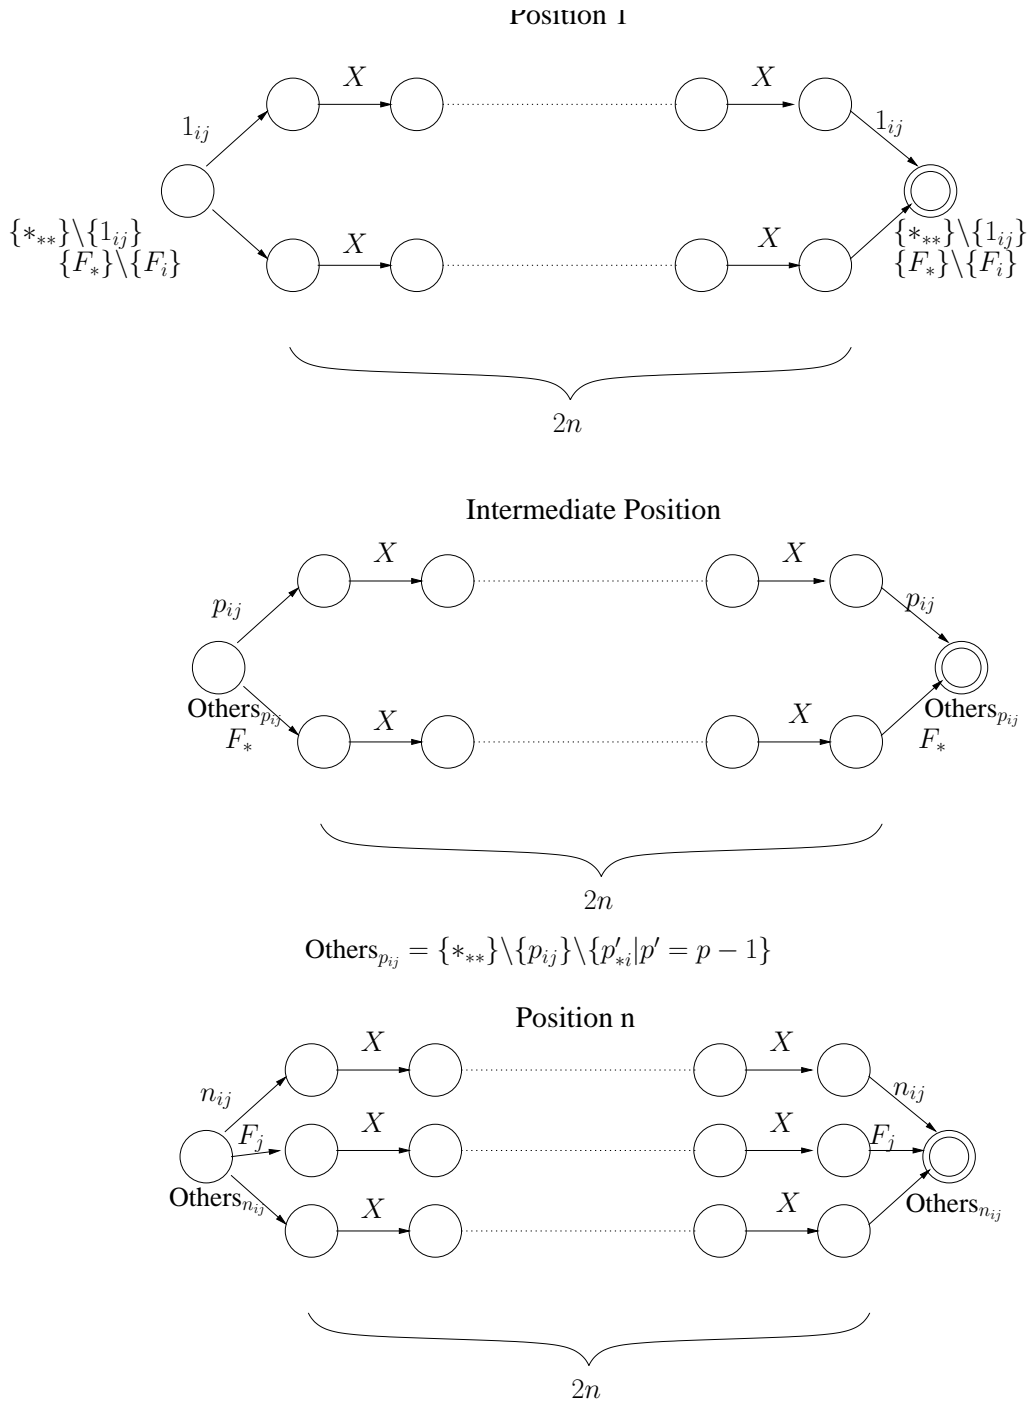 Position 1
X X
1_{ij} 1_{ij}
{*_{**}}\{1_{ij}} {*_{**}}\{1_{ij}}
{F_*}\{F_i} {F_*}\{F_i}
X X
2n
Intermediate Position
X X
p_{ij} p_{ij}
Others_{p_{ij}} Others_{p_{ij}}
F_* F_*
X X
2n
Others_{p_{ij}} = {*_{**}}\{p_{ij}}\{p'_{*i}|p' = p − 1}
Position n
X X
n_{ij} n_{ij}
F_j X X F_j
Others_{n_{ij}} Others_{n_{ij}}
X X
2n